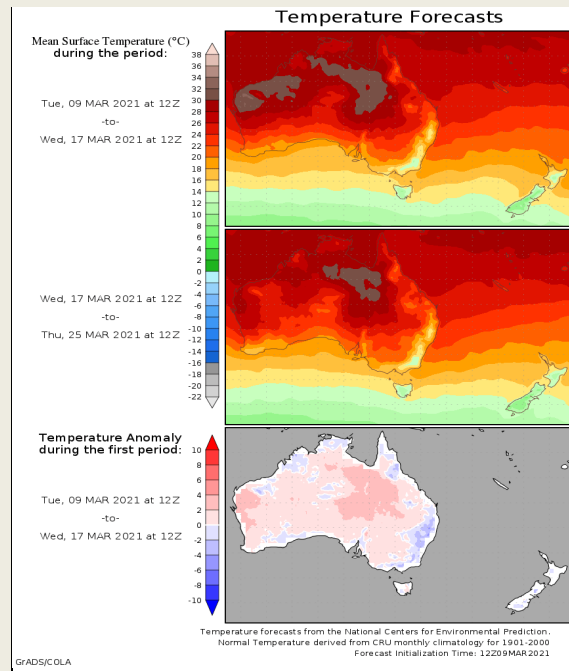 Temperature Forecasts
Mean Surface Temperature (°C)
during the period:
Tue, 09 MAR 2021 at 12Z
-to-
Wed, 17 MAR 2021 at 12Z
38
36
34
32
30
28
26
24
22
20
18
16
14
12
10
8
6
4
2
0
-2
-4
-6
-8
-10
-12
-14
-16
-18
-20
-22
Wed, 17 MAR 2021 at 12Z
-to-
Thu, 25 MAR 2021 at 12Z
Temperature Anomaly
during the first period:
Tue, 09 MAR 2021 at 12Z
-to-
Wed, 17 MAR 2021 at 12Z
10
8
6
4
2
0
-2
-4
-6
-8
-10
Temperature forecasts from the National Centers for Environmental Prediction.
Normal Temperature derived from CRU monthly climatology for 1901-2000
Forecast Initialization Time: 12Z09MAR2021
GrADS/COLA